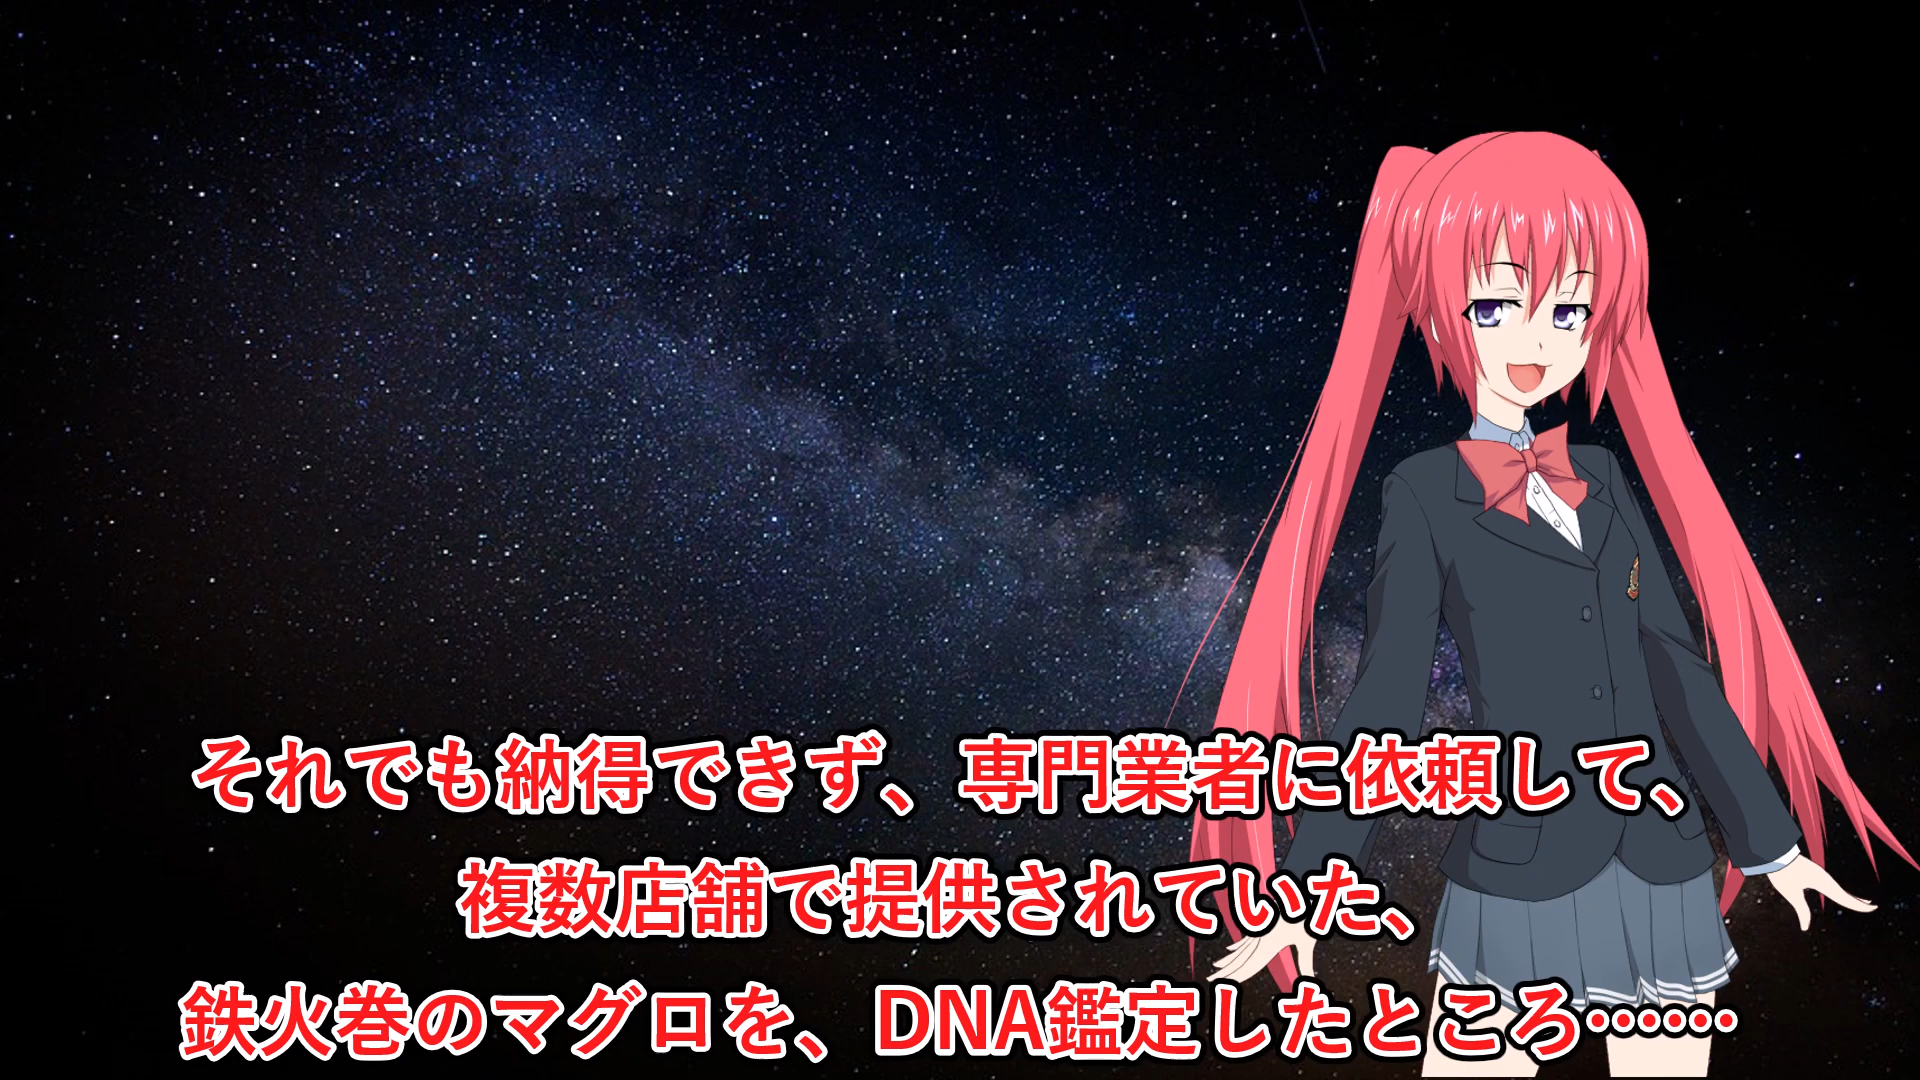 それでも納得できず、専門業者に依頼して、
複数店舗で提供されていた、
鉄火巻のマグロを、DNA鑑定したところ……